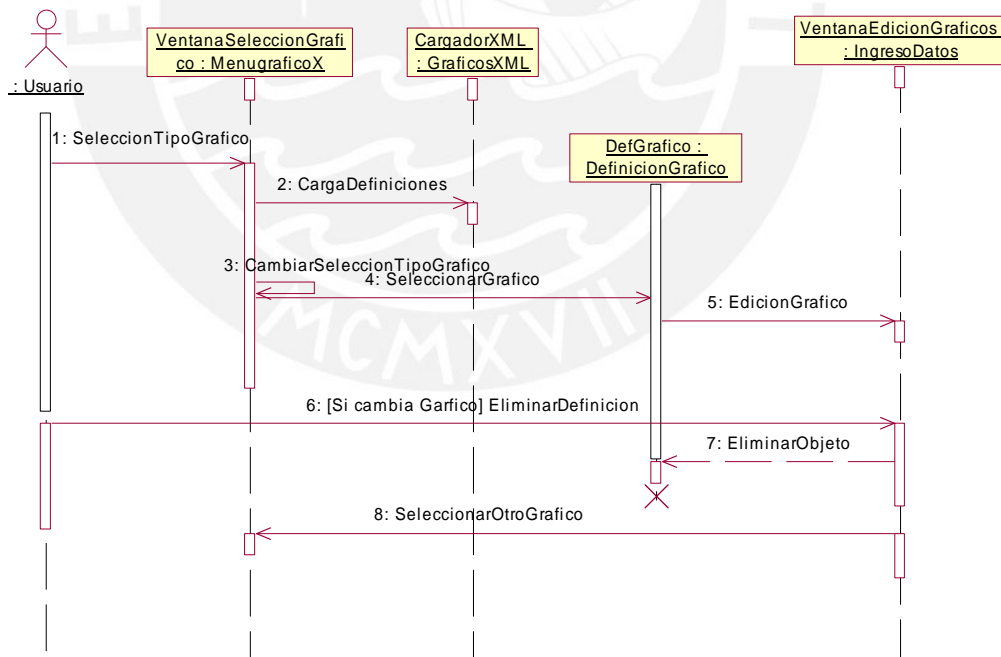 VentanaSeleccionGrafi
co : MenugraficoX
CargadorXML
: GraficosXML
VentanaEdicionGraficos
: IngresoDatos
: Usuario
DefGrafico :
DefinicionGrafico
1: SeleccionTipoGrafico
2: CargaDefiniciones
3: CambiarSeleccionTipoGrafico
4: SeleccionarGrafico
5: EdicionGrafico
6: [Si cambia Garfico] EliminarDefinicion
7: EliminarObjeto
8: SeleccionarOtroGrafico
MCMXVII